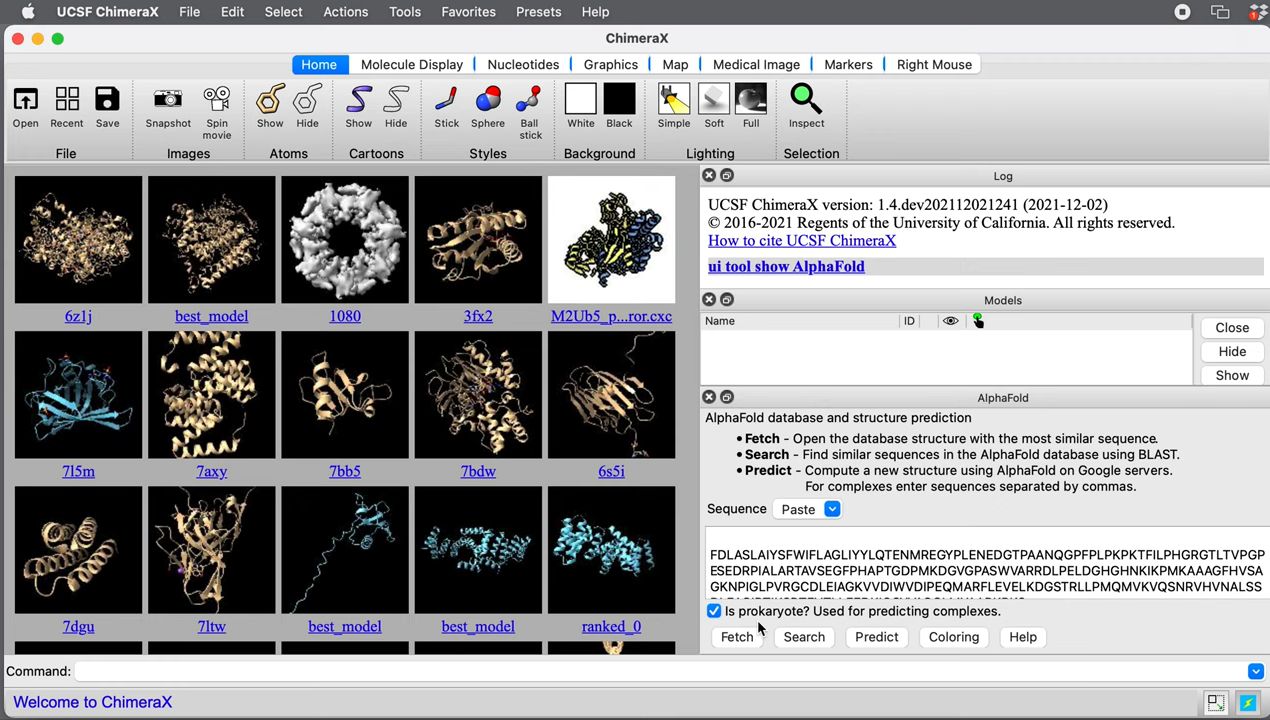 UCSF ChimeraX File Edit Select Actions Tools Favorites Presets Help
ChimeraX
Home Molecule Display Nucleotides Graphics Map Medical Image Markers Right Mouse
Open Recent Save Snapshot Spin movie Show Hide Show Hide Stick Sphere Ball stick White Black Simple Soft Full Inspect
File Images Atoms Cartoons Styles Background Lighting Selection
6z1j best_model 1080 3fx2 M2Ub5_p...ror.cxc
7l5m 7axy 7bb5 7bdw 6s5i
7dgu 7ltw best_model best_model ranked_0
Log
UCSF ChimeraX version: 1.4.dev202112021241 (2021-12-02)
© 2016-2021 Regents of the University of California. All rights reserved.
How to cite UCSF ChimeraX
ui tool show AlphaFold
Models
Name ID
Close
Hide
Show
AlphaFold
AlphaFold database and structure prediction
• Fetch - Open the database structure with the most similar sequence.
• Search - Find similar sequences in the AlphaFold database using BLAST.
• Predict - Compute a new structure using AlphaFold on Google servers.
For complexes enter sequences separated by commas.
Sequence Paste
FDLASLAIYSFWIFLAGLIYYLQTENMREGYPLENEDGTPAANQGPFPLPKPKTFILPHGRGTLTVPGP
ESEDRPIALARTAVSEGFPHAPTGDPMKDGVGPASWVARRDLPELDGHGHNKIKPMKAAAGFHVSA
GKNPIGLPVRGCDLEIAGKVVDIWVDIPEQMARFLEVELKDGSTRLLPMQMVKVQSNRVHVNALSS
Is prokaryote? Used for predicting complexes.
Fetch Search Predict Coloring Help
Command:
Welcome to ChimeraX